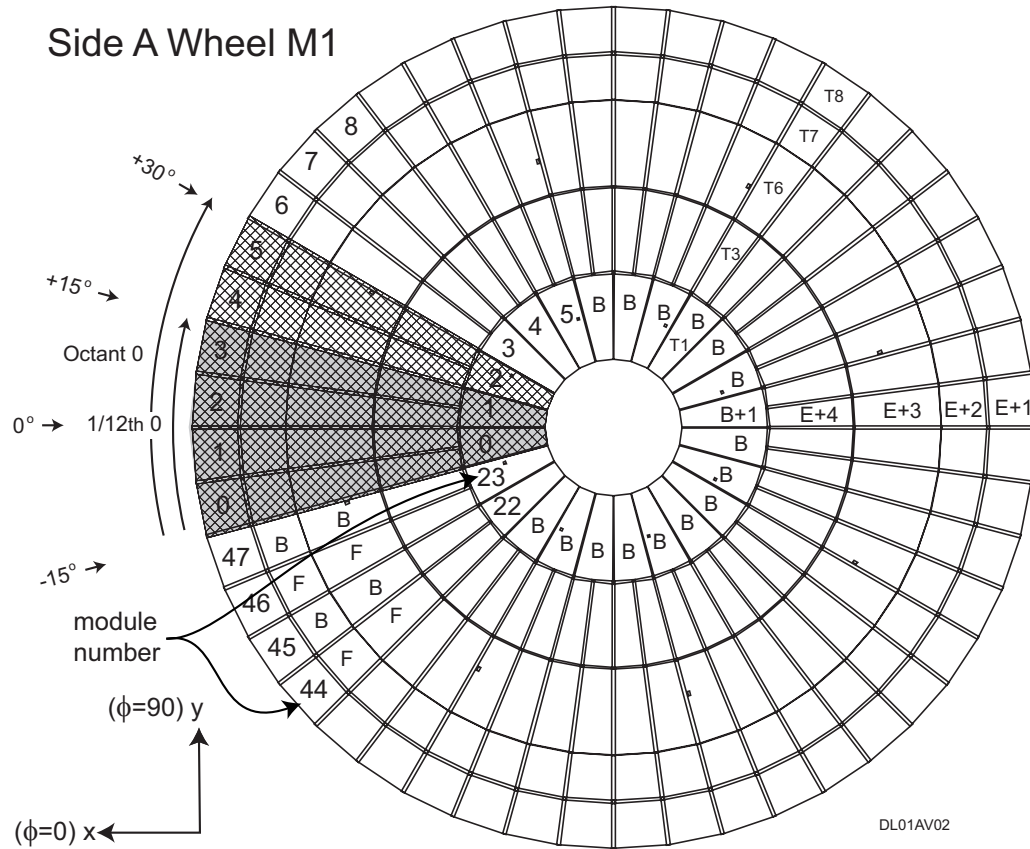 Side A Wheel M1
T8
8
T7
7
+30°
T6
6
5
T3
+15°
4
5.
B
B
B
B
4
T1
B
3
Octant 0
3
2
B
2
1
0°
1/12th 0
B+1
E+4
E+3
E+2
E+1
1
0
B
23
B
0
B
22
B
47
B
F
B
B
B
B
B
-15°
46
F
B
module
number
45
B
F
44
F
(ϕ=90) y
(ϕ=0) x
DL01AV02